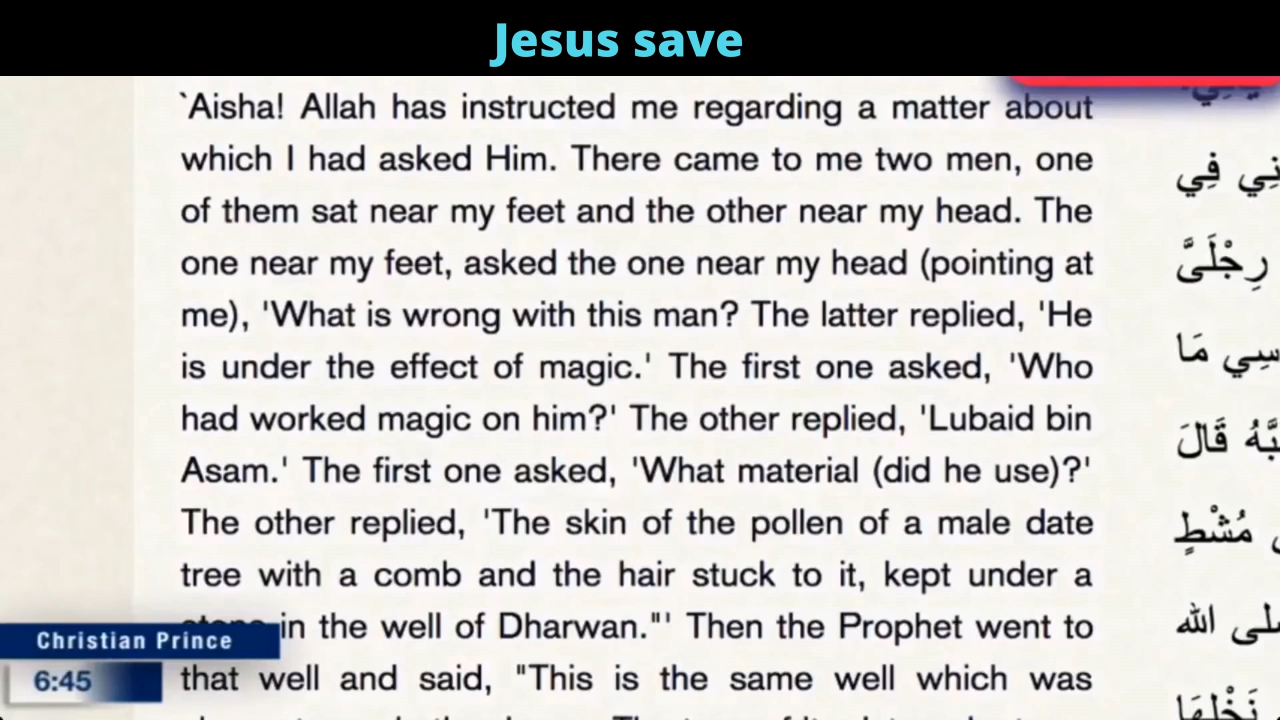 Jesus save
`Aisha! Allah has instructed me regarding a matter about
which I had asked Him. There came to me two men, one
of them sat near my feet and the other near my head. The
one near my feet, asked the one near my head (pointing at
me), 'What is wrong with this man? The latter replied, 'He
is under the effect of magic.' The first one asked, 'Who
had worked magic on him?' The other replied, 'Lubaid bin
Asam.' The first one asked, 'What material (did he use)?'
The other replied, 'The skin of the pollen of a male date
tree with a comb and the hair stuck to it, kept under a
in the well of Dharwan."' Then the Prophet went to
that well and said, "This is the same well which was
فِي
رِجْلَىَّ
مَا
قَالَ
مُشْطٍ
الله
نَخْلِهَا
Christian Prince
6:45